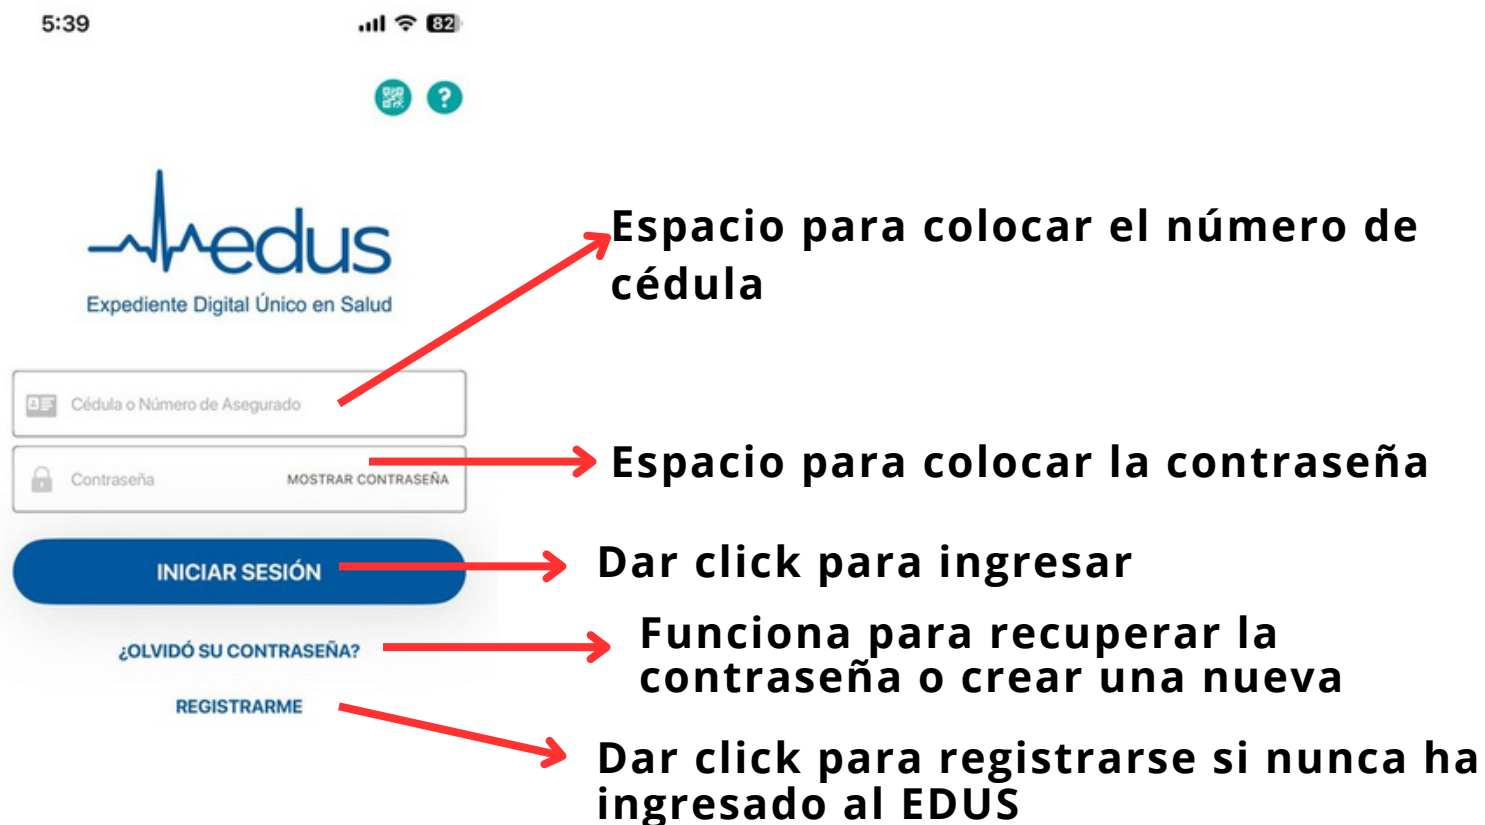 5:39
82
?
edus
Expediente Digital Único en Salud
Espacio para colocar el número de
cédula
Cédula o Número de Asegurado
Contraseña
MOSTRAR CONTRASEÑA
Espacio para colocar la contraseña
INICIAR SESIÓN
Dar click para ingresar
¿OLVIDÓ SU CONTRASEÑA?
Funciona para recuperar la
contraseña o crear una nueva
REGISTRARME
Dar click para registrarse si nunca ha
ingresado al EDUS